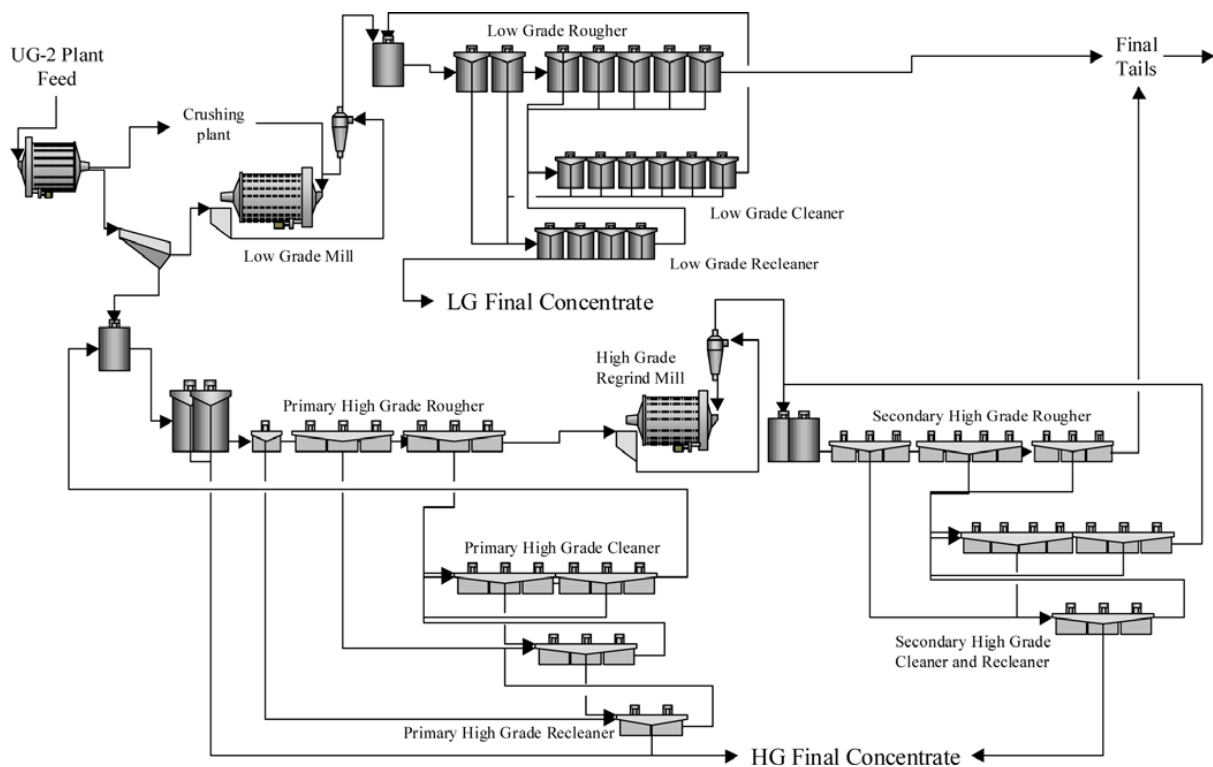 UG-2 Plant
Feed
Crushing
plant
Low Grade Rougher
Final
Tails
Low Grade Mill
Low Grade Cleaner
Low Grade Recleaner
LG Final Concentrate
High Grade
Regrind Mill
Primary High Grade Rougher
Secondary High Grade Rougher
Primary High Grade Cleaner
Secondary High Grade
Cleaner and Recleaner
Primary High Grade Recleaner
HG Final Concentrate